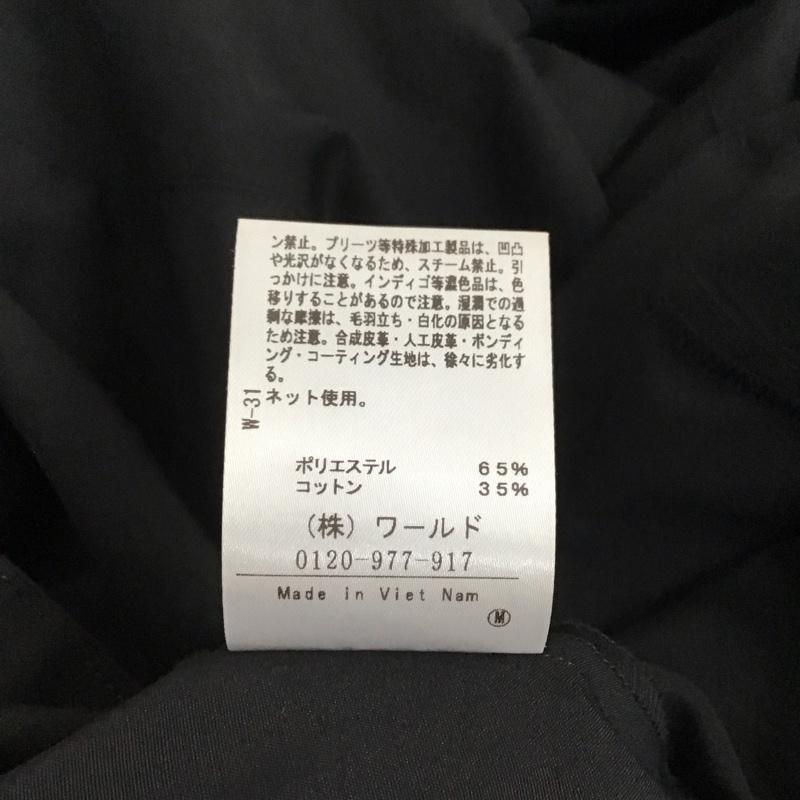 ン禁止。プリーツ等特殊加工製品は、凹凸
や光沢がなくなるため、スチーム禁止。引
っかけに注意。インディゴ等濃色品は、色
移りすることがあるので注意。湿潤での過
剰な摩擦は、毛羽立ち・白化の原因となる
ため注意。合成皮革・人工皮革・ボンディ
ング・コーティング生地は、徐々に劣化す
る。
ネット使用。
W-31
ポリエステル 65%
コットン 35%
(株)ワールド
0120-977-917
Made in Viet Nam
Ⓜ